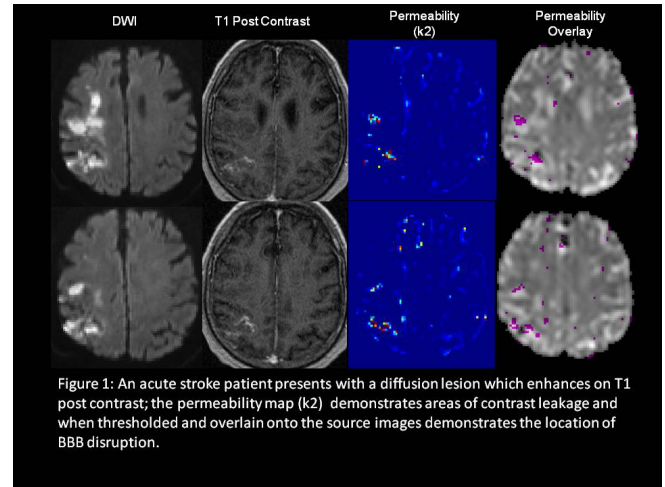 DWI
T1 Post Contrast
Permeability
(k2)
Permeability
Overlay
Figure 1: An acute stroke patient presents with a diffusion lesion which enhances on T1
post contrast; the permeability map (k2) demonstrates areas of contrast leakage and
when thresholded and overlain onto the source images demonstrates the location of
BBB disruption.